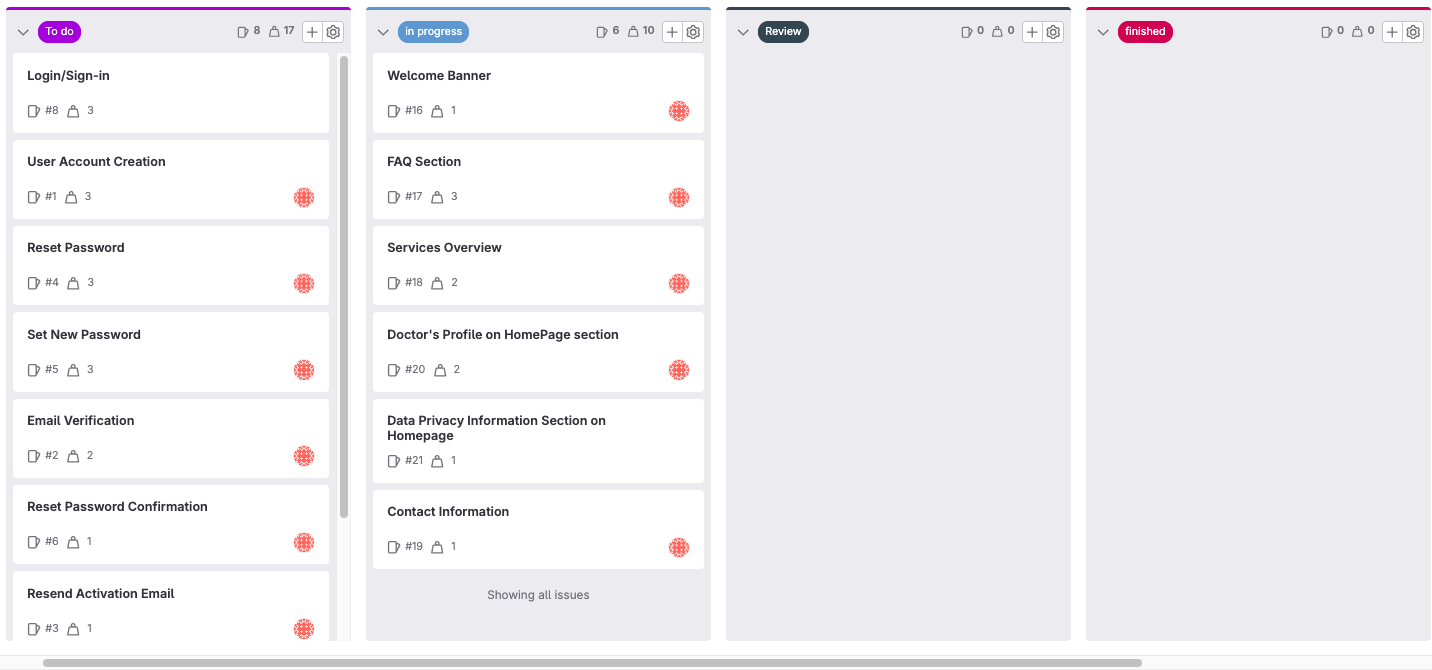 To do 8 17
Login/Sign-in
#8 3
User Account Creation
#1 3
Reset Password
#4 3
Set New Password
#5 3
Email Verification
#2 2
Reset Password Confirmation
#6 1
Resend Activation Email
#3 1
in progress 6 10
Welcome Banner
#16 1
FAQ Section
#17 3
Services Overview
#18 2
Doctor's Profile on HomePage section
#20 2
Data Privacy Information Section on
Homepage
#21 1
Contact Information
#19 1
Showing all issues
Review 0 0
finished 0 0